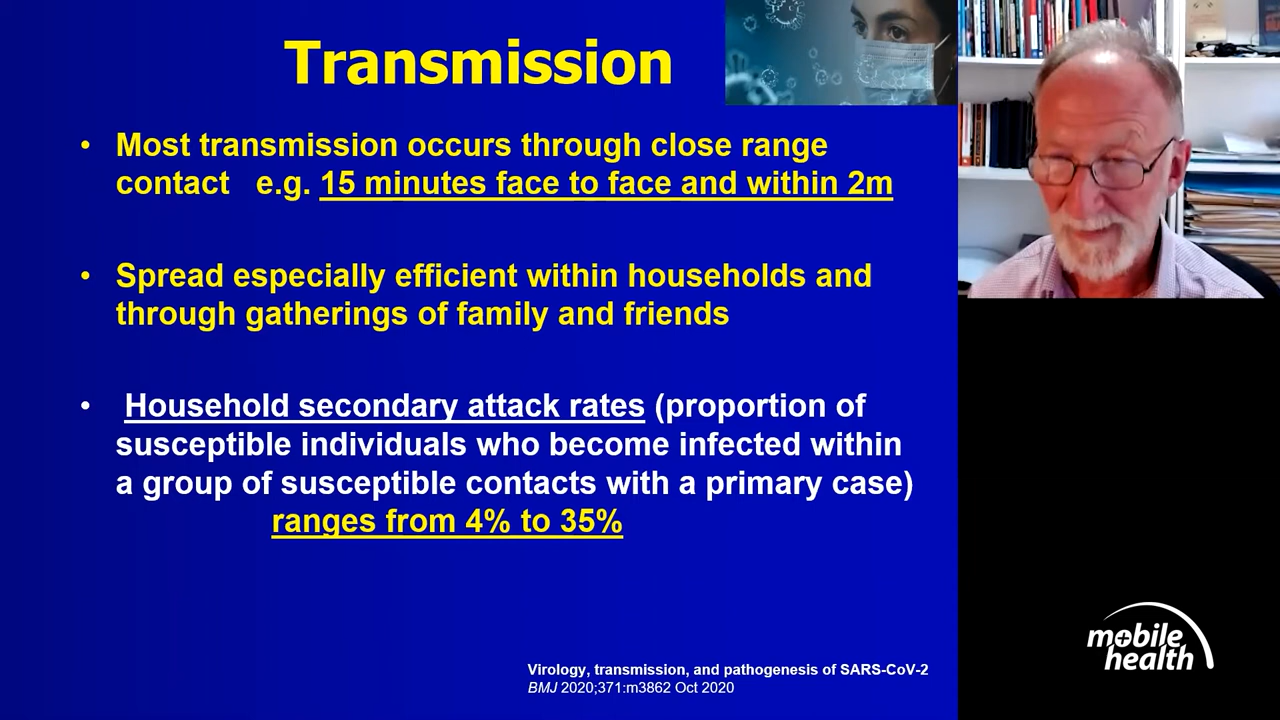 Transmission
• Most transmission occurs through close range
contact e.g. 15 minutes face to face and within 2m
• Spread especially efficient within households and
through gatherings of family and friends
• Household secondary attack rates (proportion of
susceptible individuals who become infected within
a group of susceptible contacts with a primary case)
ranges from 4% to 35%
Virology, transmission, and pathogenesis of SARS-CoV-2
BMJ 2020;371:m3862 Oct 2020
mobile
health